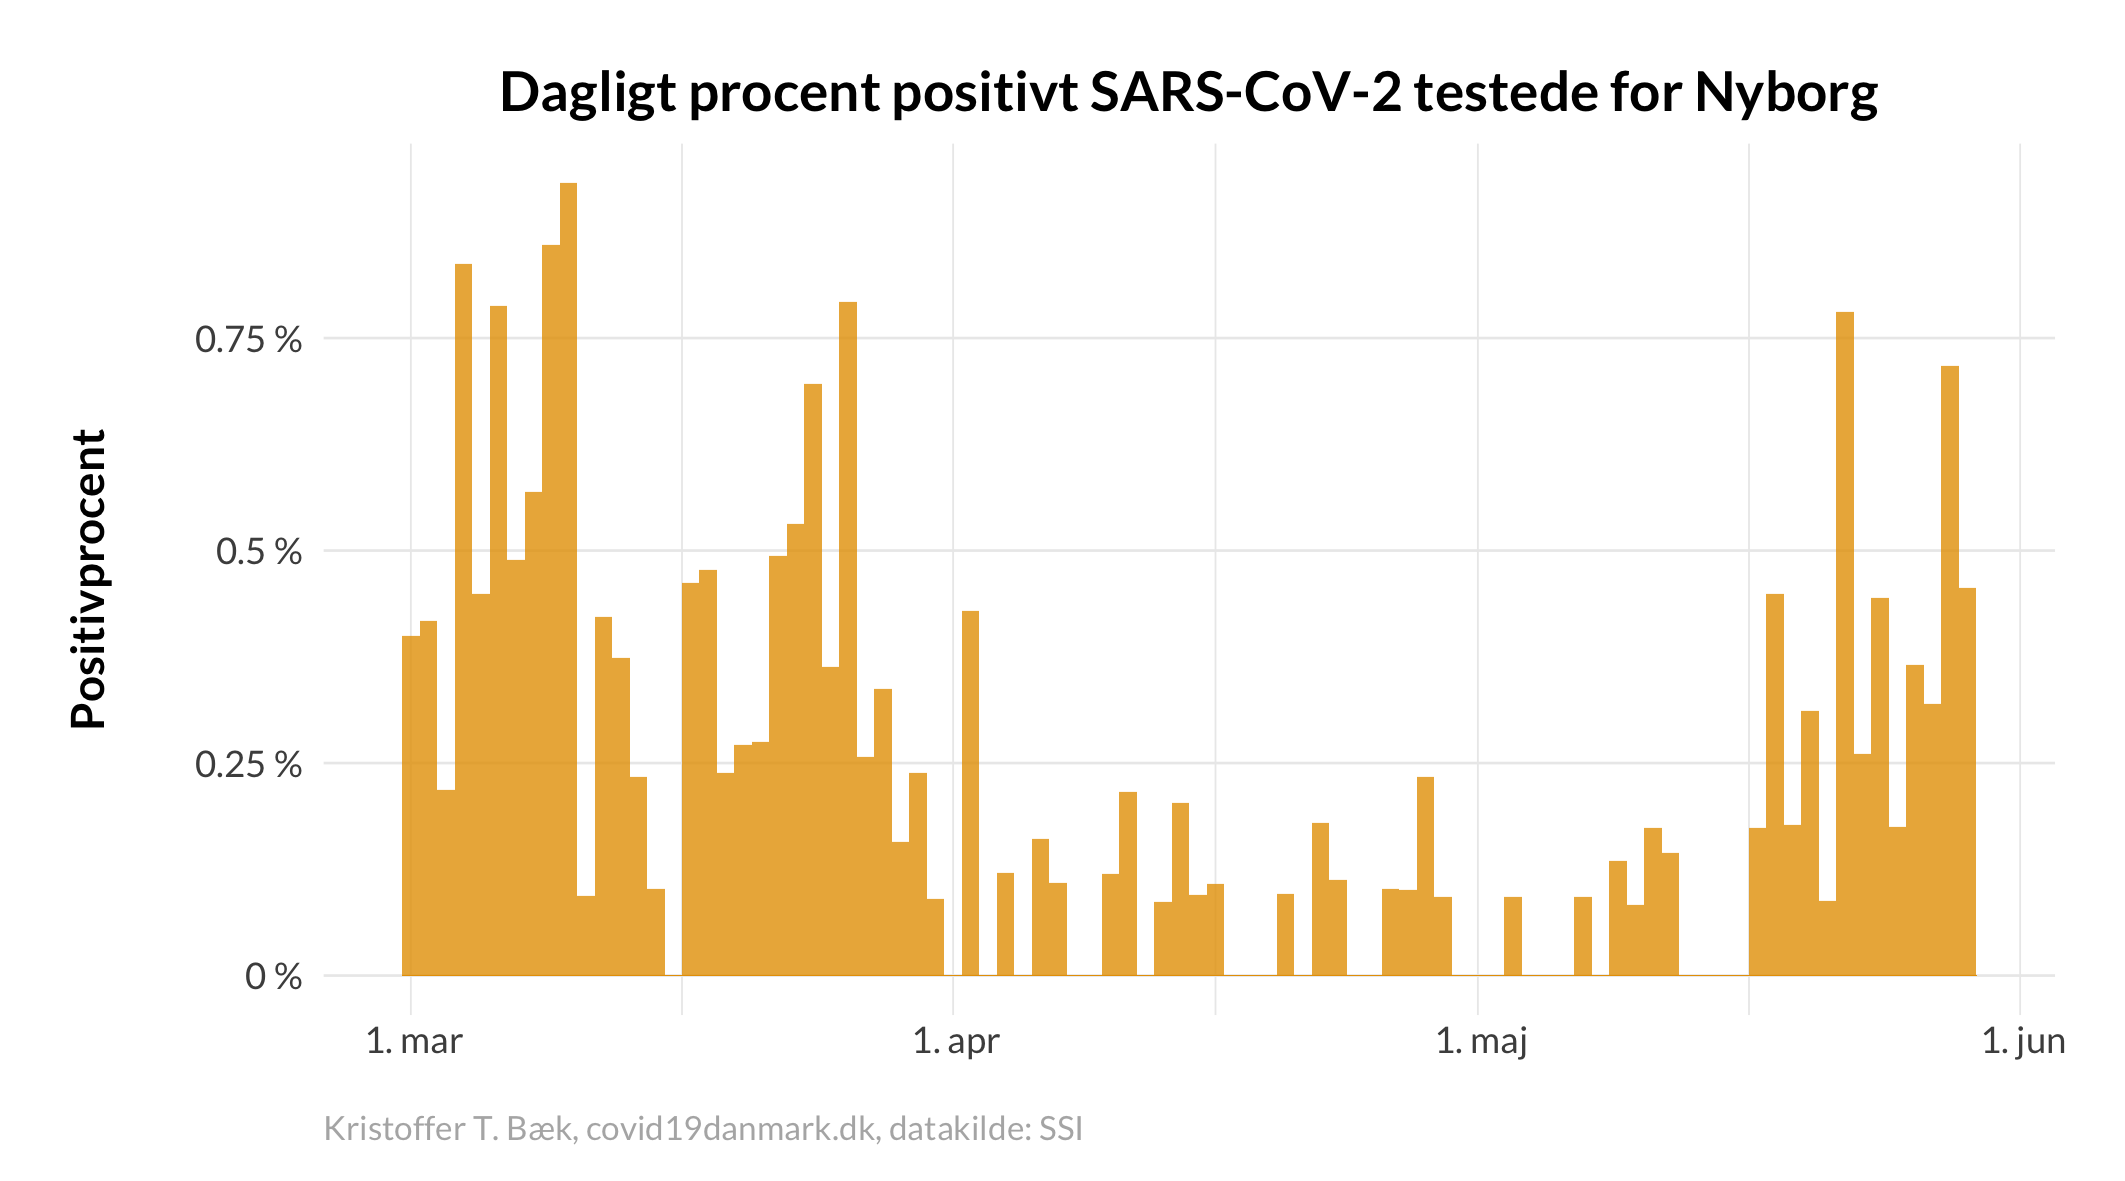 Dagligt procent positivt SARS-CoV-2 testede for Nyborg
Positivprocent
0.75 %
0.5 %
0.25 %
0 %
1. mar
1. apr
1. maj
1. jun
Kristoffer T. Bæk, covid19danmark.dk, datakilde: SSI